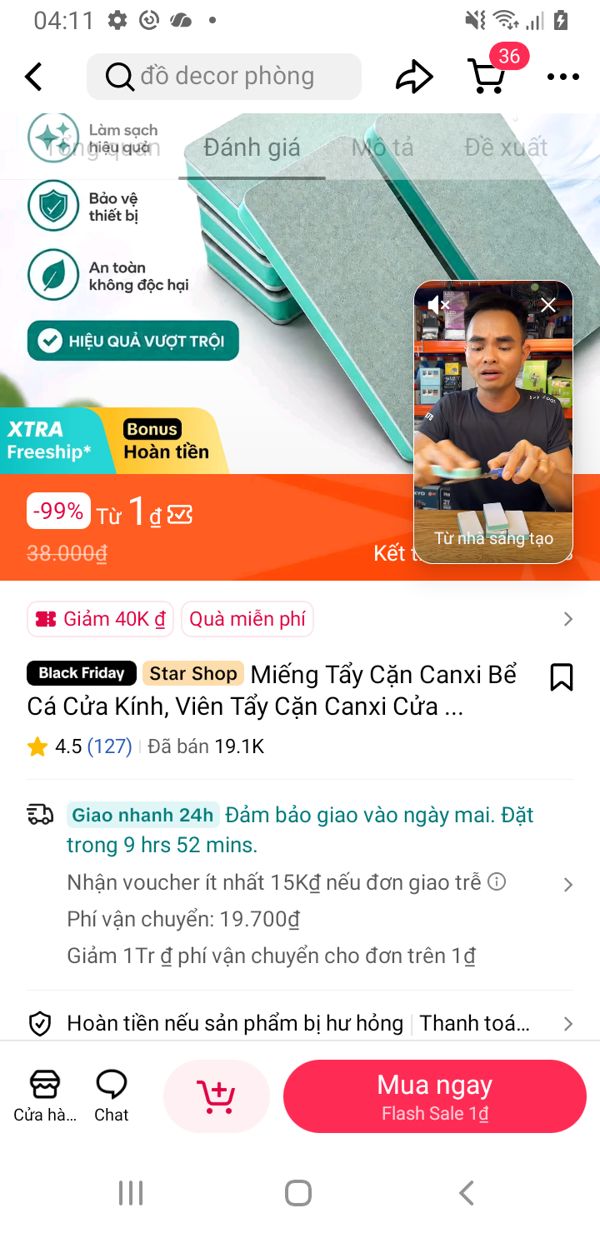 04:11
36
đồ decor phòng
Tổng quan
Đánh giá
Mô tả
Đề xuất
Làm sạch
hiệu quả
Bảo vệ
thiết bị
An toàn
không độc hại
HIỆU QUẢ VƯỢT TRỘI
XTRA
Freeship*
Bonus
Hoàn tiền
Từ nhà sáng tạo
-99% Từ 1₫
38.000₫
Kết
Giảm 40K ₫
Quà miễn phí
Black Friday Star Shop Miếng Tẩy Cặn Canxi Bể
Cá Cửa Kính, Viên Tẩy Cặn Canxi Cửa ...
4.5 (127) Đã bán 19.1K
Giao nhanh 24h Đảm bảo giao vào ngày mai. Đặt
trong 9 hrs 52 mins.
Nhận voucher ít nhất 15K₫ nếu đơn giao trễ
Phí vận chuyển: 19.700₫
Giảm 1Tr ₫ phí vận chuyển cho đơn trên 1₫
Hoàn tiền nếu sản phẩm bị hư hỏng | Thanh toá...
Cửa hà...
Chat
Mua ngay
Flash Sale 1₫